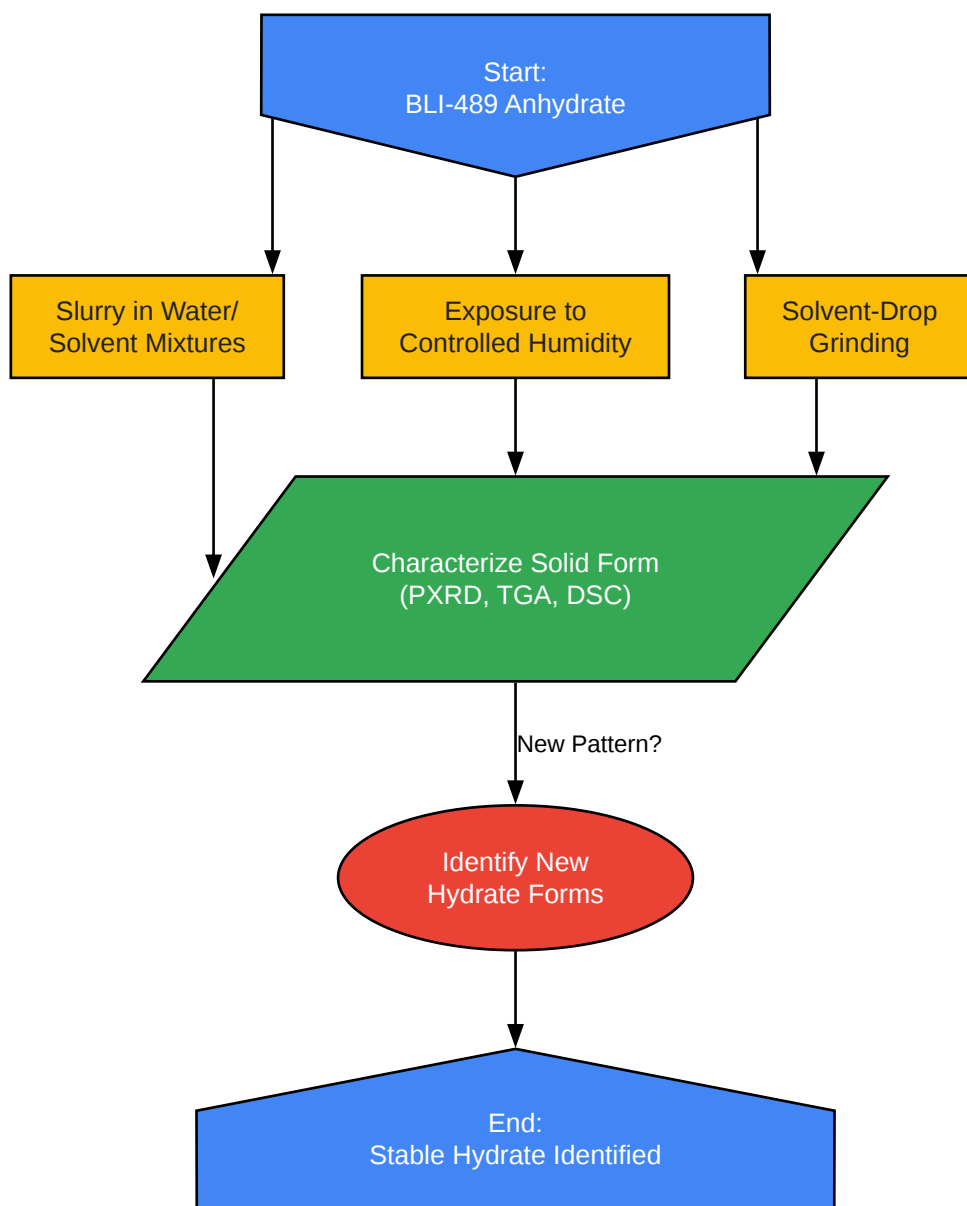 Start:
BLI-489 Anhydrate
Slurry in Water/
Solvent Mixtures
Exposure to
Controlled Humidity
Solvent-Drop
Grinding
Characterize Solid Form
(PXRD, TGA, DSC)
New Pattern?
Identify New
Hydrate Forms
End:
Stable Hydrate Identified